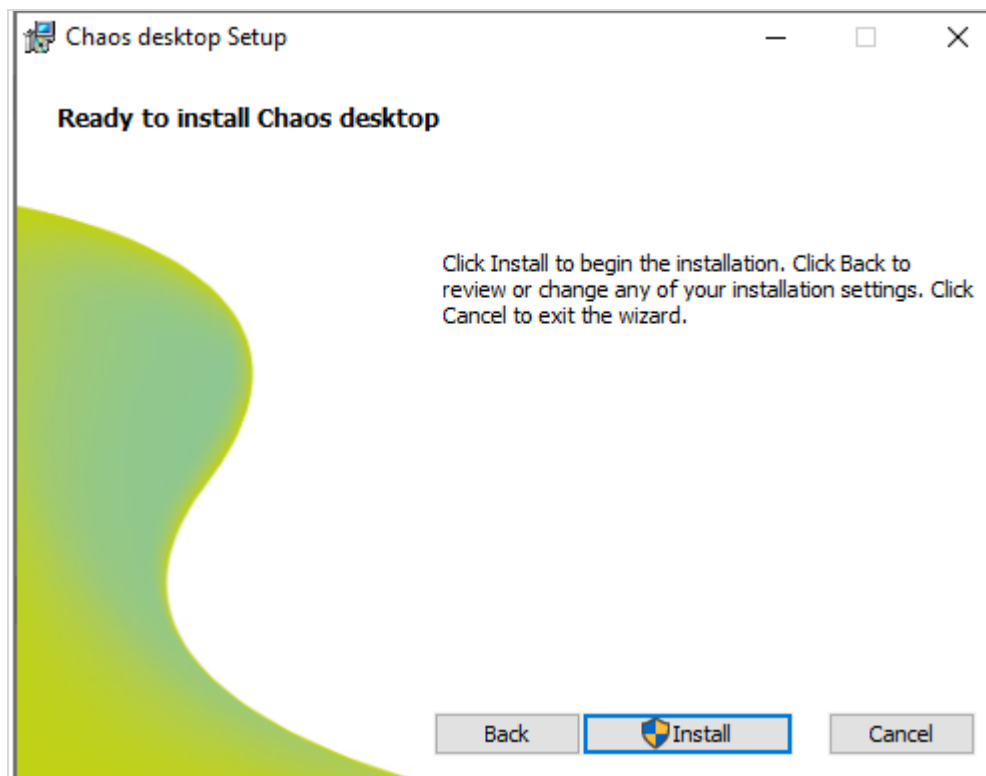 Chaos desktop Setup
Ready to install Chaos desktop
Click Install to begin the installation. Click Back to
review or change any of your installation settings. Click
Cancel to exit the wizard.
Back
Install
Cancel